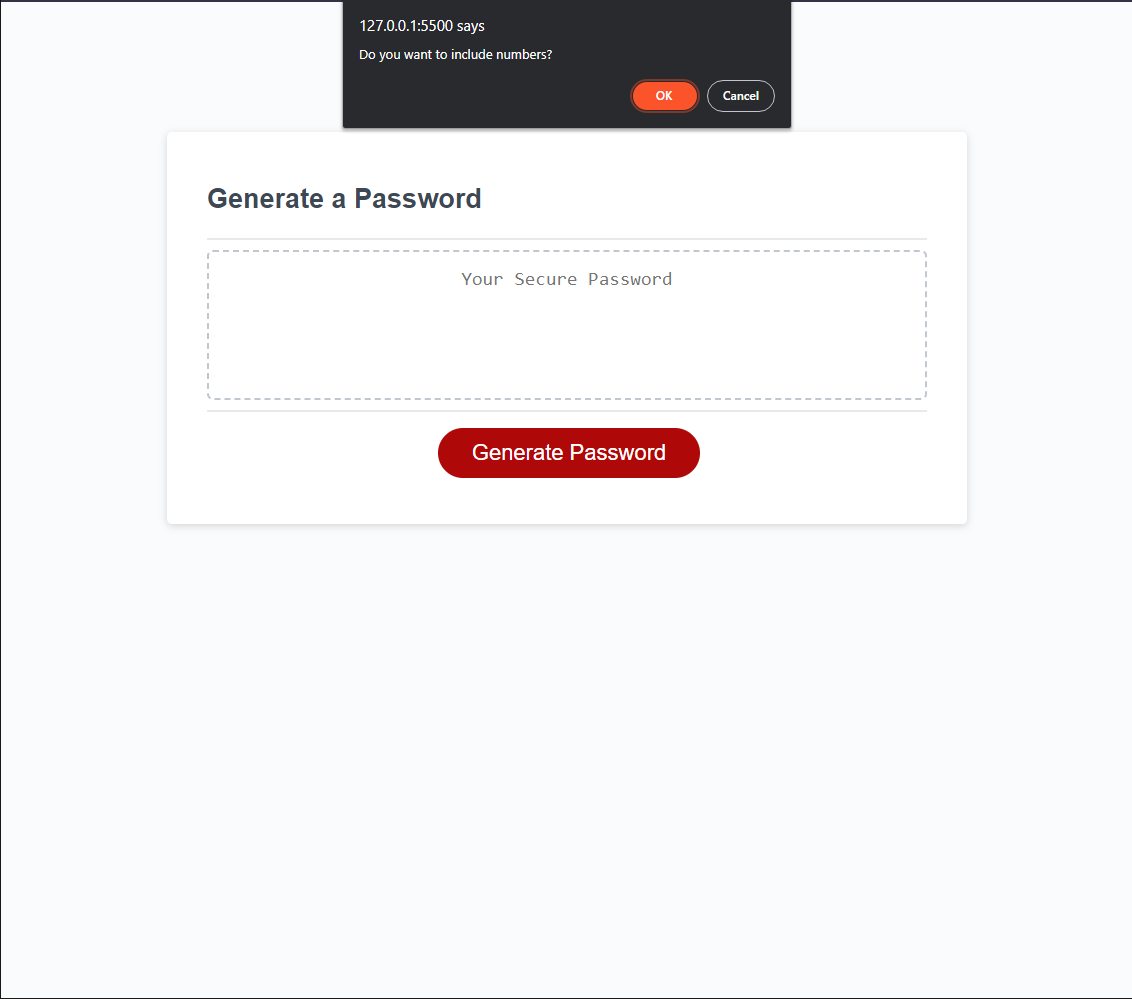 127.0.0.1:5500 says
Do you want to include numbers?
OK Cancel
Generate a Password
Your Secure Password
Generate Password